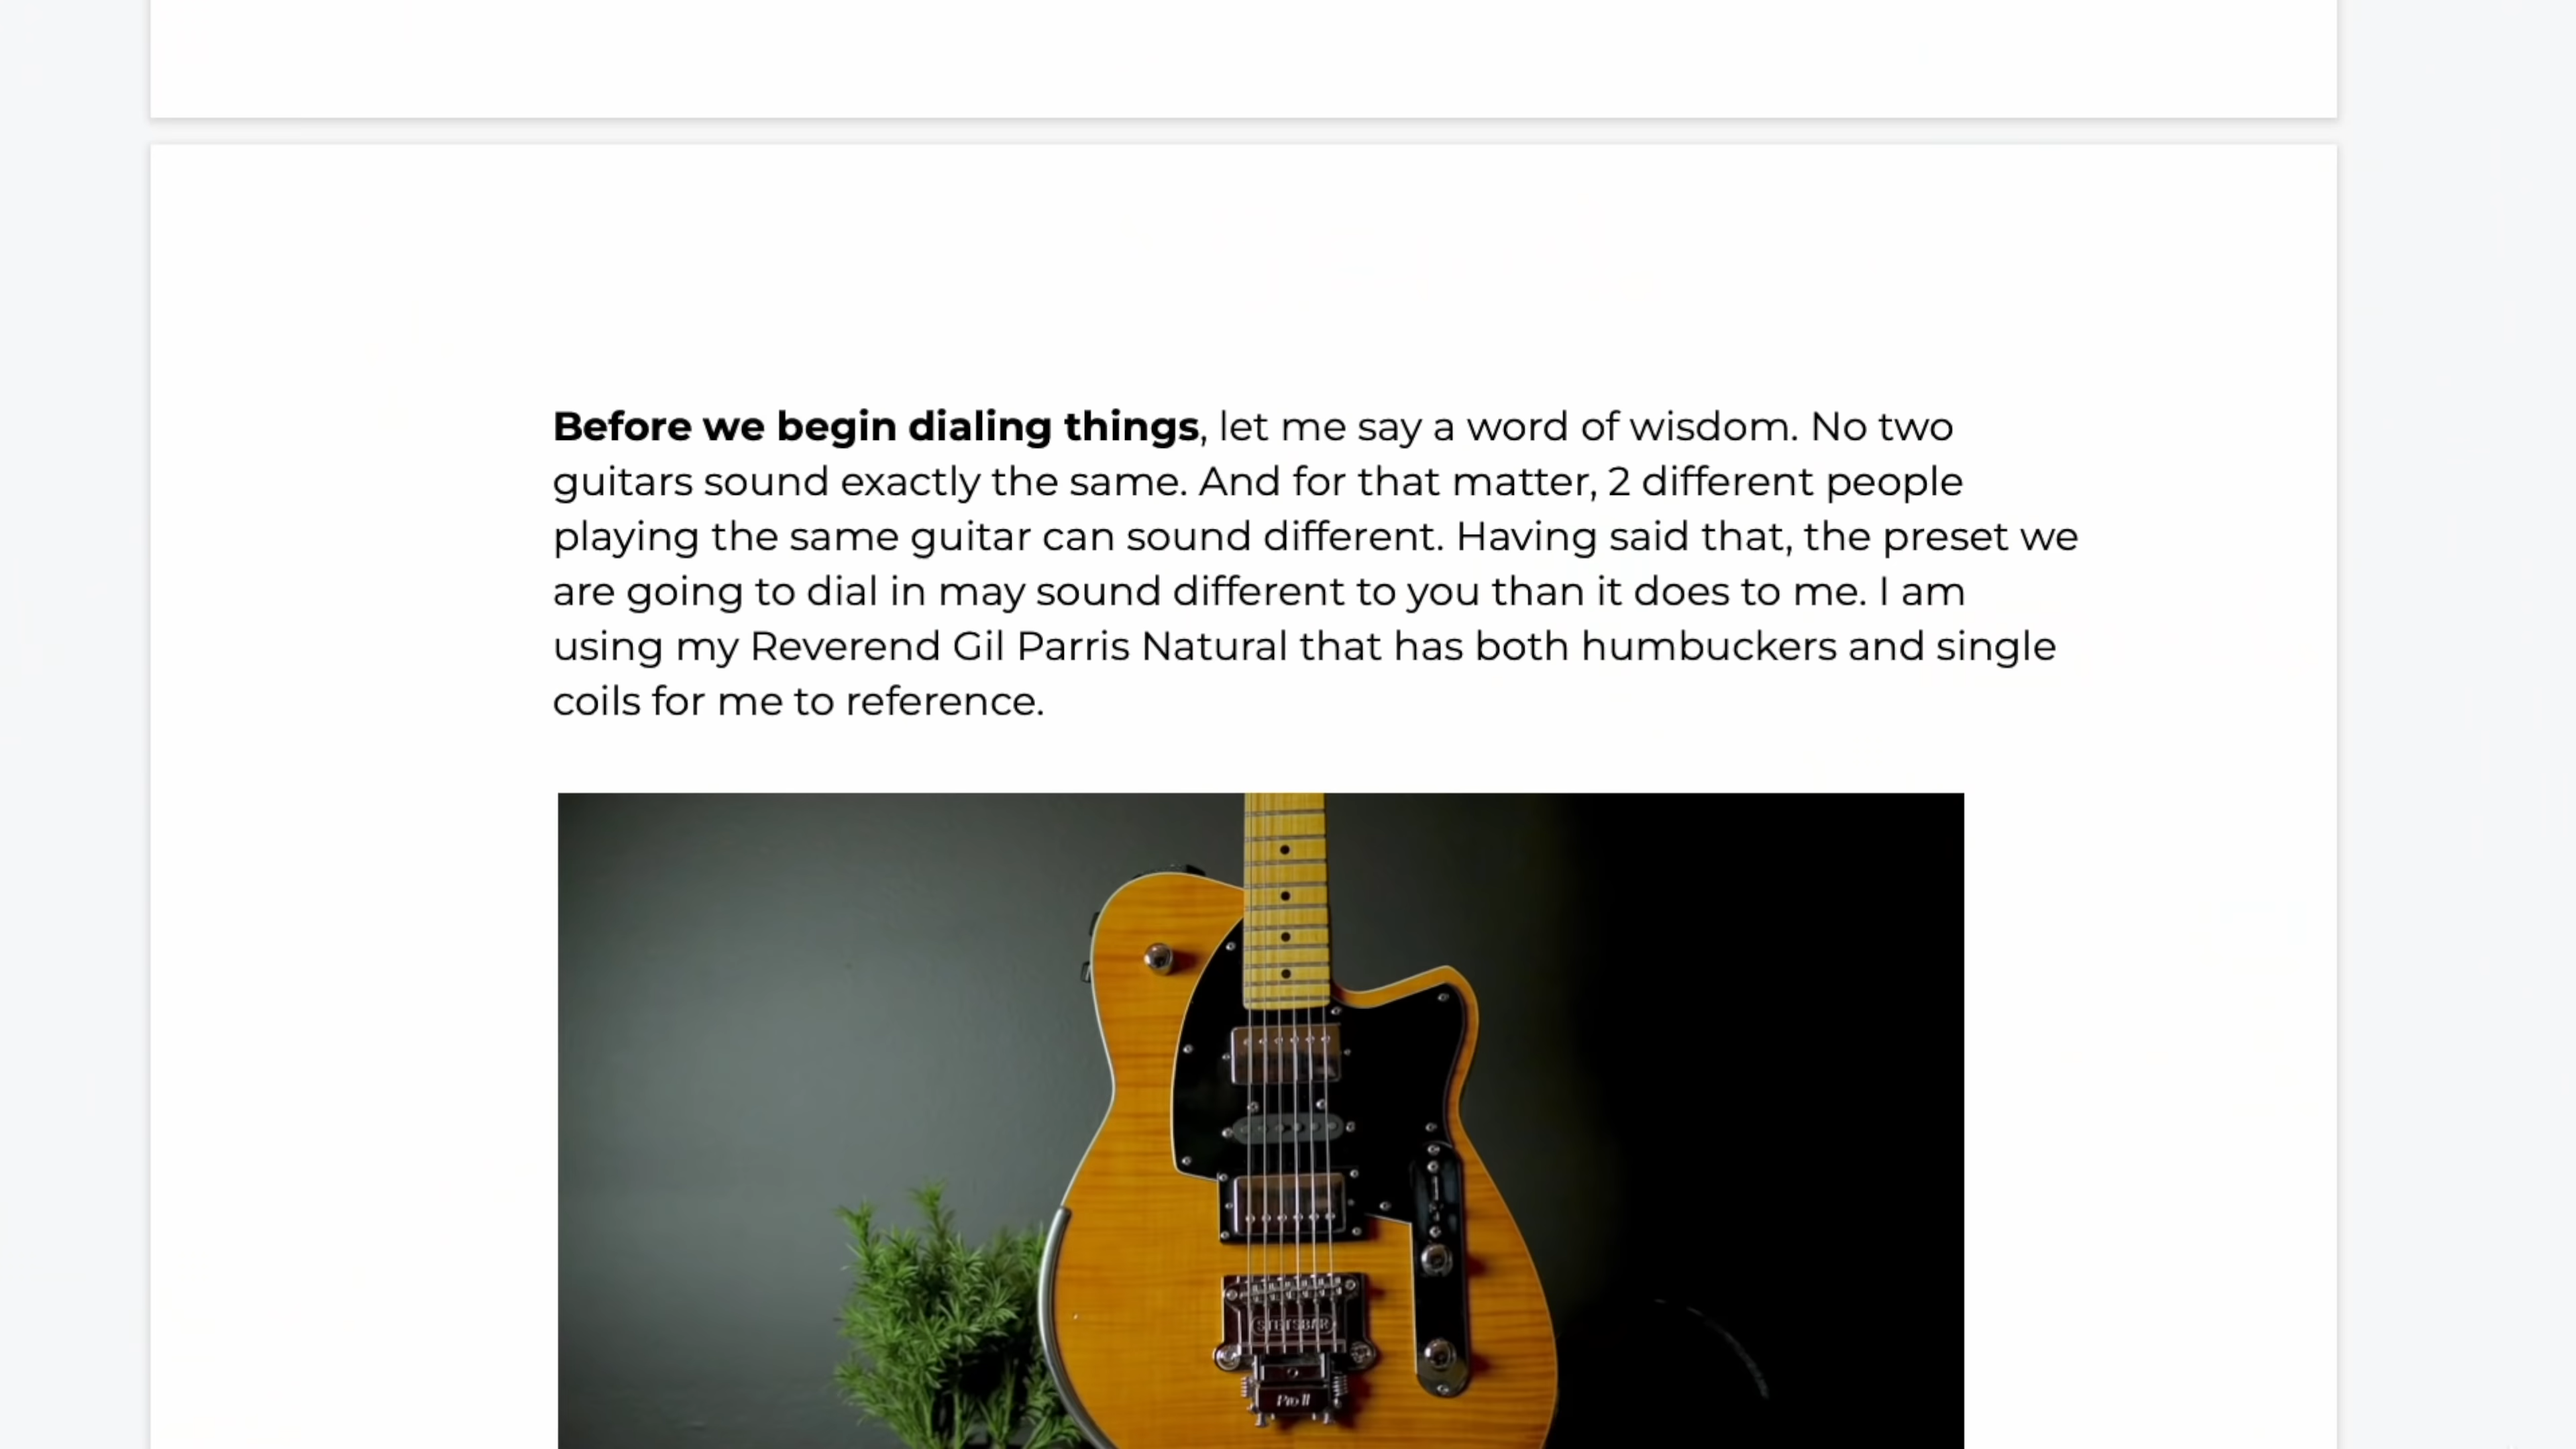 Before we begin dialing things, let me say a word of wisdom. No two
guitars sound exactly the same. And for that matter, 2 different people
playing the same guitar can sound different. Having said that, the preset we
are going to dial in may sound different to you than it does to me. I am
using my Reverend Gil Parris Natural that has both humbuckers and single
coils for me to reference.
STETSBAR
Pro II